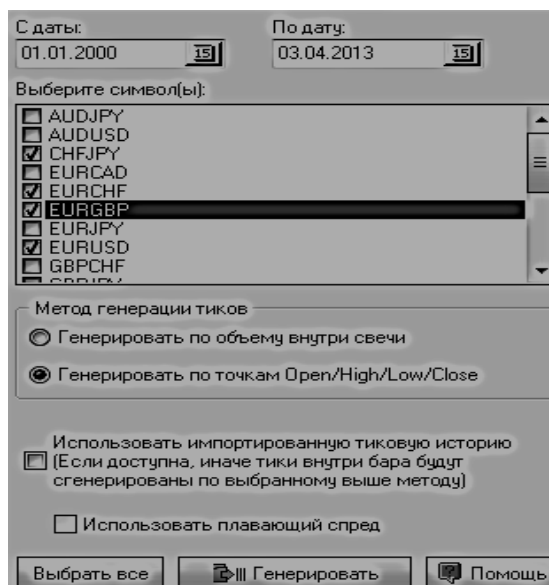 С даты:
По дату:
01.01.2000
15
03.04.2013
15
Выберите символ(ы):
AUDJPY
AUDUSD
CHFJPY
EURCAD
EURCHF
EURGBP
EURJPY
EURUSD
GBPCHF
GBPJPY
Метод генерации тиков
Генерировать по объему внутри свечи
Генерировать по точкам Open/High/Low/Close
Использовать импортированную тиковую историю
(Если доступна, иначе тики внутри бара будут
сгенерированы по выбранному выше методу)
Использовать плавающий спред
Выбрать все
Генерировать
Помощь